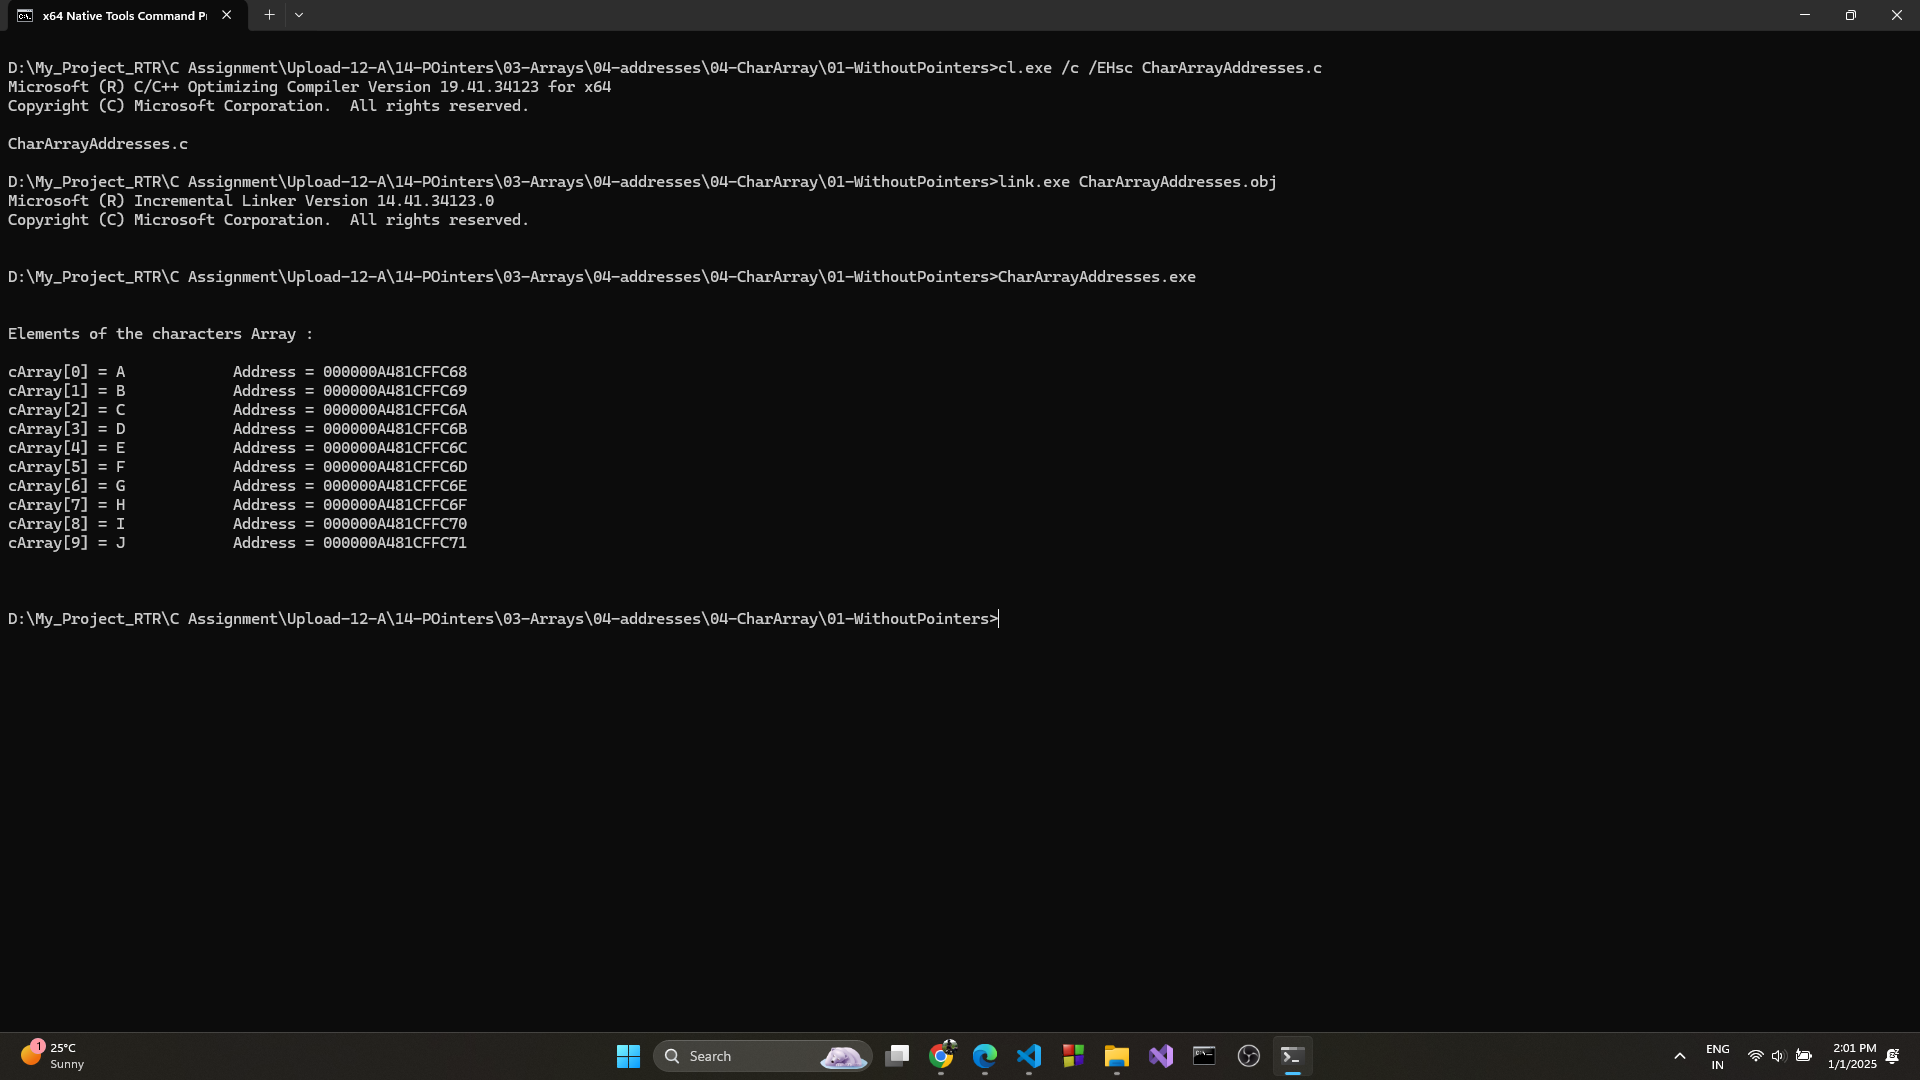 x64 Native Tools Command P
D:\My_Project_RTR\C Assignment\Upload-12-A\14-POinters\03-Arrays\04-addresses\04-CharArray\01-WithoutPointers>cl.exe /c /EHsc CharArrayAddresses.c
Microsoft (R) C/C++ Optimizing Compiler Version 19.41.34123 for x64
Copyright (C) Microsoft Corporation.  All rights reserved.
CharArrayAddresses.c
D:\My_Project_RTR\C Assignment\Upload-12-A\14-POinters\03-Arrays\04-addresses\04-CharArray\01-WithoutPointers>link.exe CharArrayAddresses.obj
Microsoft (R) Incremental Linker Version 14.41.34123.0
Copyright (C) Microsoft Corporation.  All rights reserved.
D:\My_Project_RTR\C Assignment\Upload-12-A\14-POinters\03-Arrays\04-addresses\04-CharArray\01-WithoutPointers>CharArrayAddresses.exe
Elements of the characters Array :
cArray[0] = A            Address = 000000A481CFFC68
cArray[1] = B            Address = 000000A481CFFC69
cArray[2] = C            Address = 000000A481CFFC6A
cArray[3] = D            Address = 000000A481CFFC6B
cArray[4] = E            Address = 000000A481CFFC6C
cArray[5] = F            Address = 000000A481CFFC6D
cArray[6] = G            Address = 000000A481CFFC6E
cArray[7] = H            Address = 000000A481CFFC6F
cArray[8] = I            Address = 000000A481CFFC70
cArray[9] = J            Address = 000000A481CFFC71
D:\My_Project_RTR\C Assignment\Upload-12-A\14-POinters\03-Arrays\04-addresses\04-CharArray\01-WithoutPointers>
1
25°C
Sunny
Search
ENG
IN
2:01 PM
1/1/2025